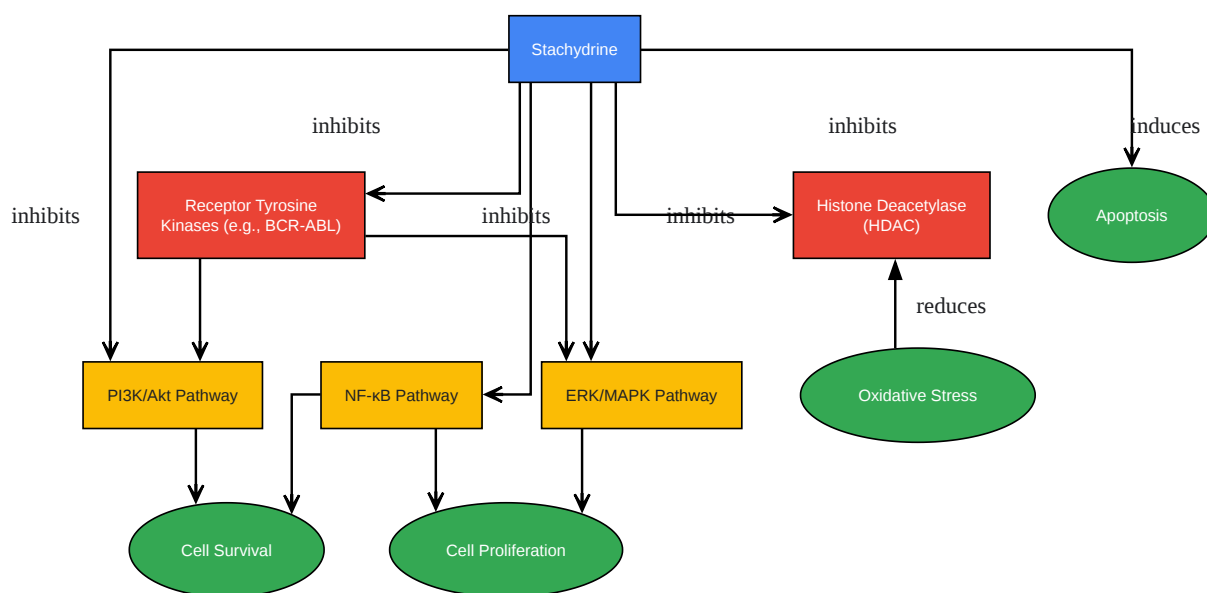 Stachydrine
inhibits
inhibits
induces
Receptor Tyrosine
Kinases (e.g., BCR-ABL)
Histone Deacetylase
(HDAC)
Apoptosis
inhibits
inhibits
inhibits
reduces
PI3K/Akt Pathway
NF-κB Pathway
ERK/MAPK Pathway
Oxidative Stress
Cell Survival
Cell Proliferation